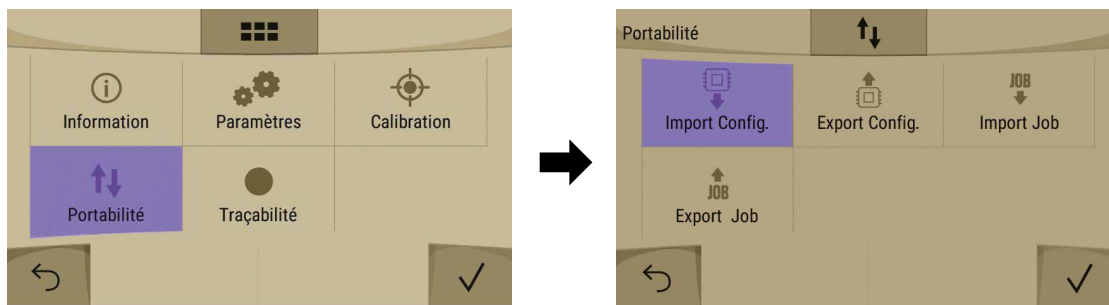 Information Paramètres Calibration
Portabilité Traçabilité
Portabilité
JOB
Import Config. Export Config. Import Job
JOB
Export Job